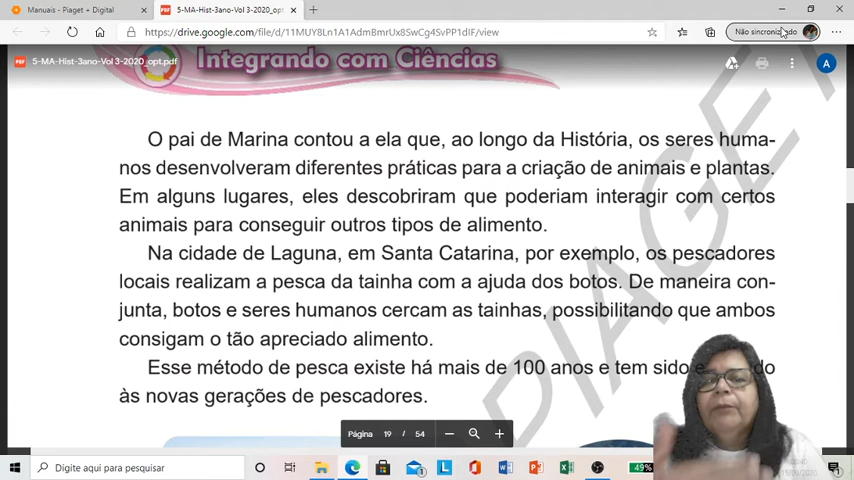 Manuais - Piaget + Digital
5-MA-Hist-3ano-Vol 3-2020_opt
https://drive.google.com/file/d/11MUY8Ln1A1AdmBmrUx8SwCg4SvPP1dIF/view
Não sincronizado
5-MA-Hist-3ano-Vol 3-2020_opt.pdf
A
Integrando com Ciências
O pai de Marina contou a ela que, ao longo da História, os seres huma-
nos desenvolveram diferentes práticas para a criação de animais e plantas.
Em alguns lugares, eles descobriram que poderiam interagir com certos
animais para conseguir outros tipos de alimento.
Na cidade de Laguna, em Santa Catarina, por exemplo, os pescadores
locais realizam a pesca da tainha com a ajuda dos botos. De maneira con-
junta, botos e seres humanos cercam as tainhas, possibilitando que ambos
consigam o tão apreciado alimento.
Esse método de pesca existe há mais de 100 anos e tem sido
às novas gerações de pescadores.
PIAGET
Página 19 / 54
Digite aqui para pesquisar
49%